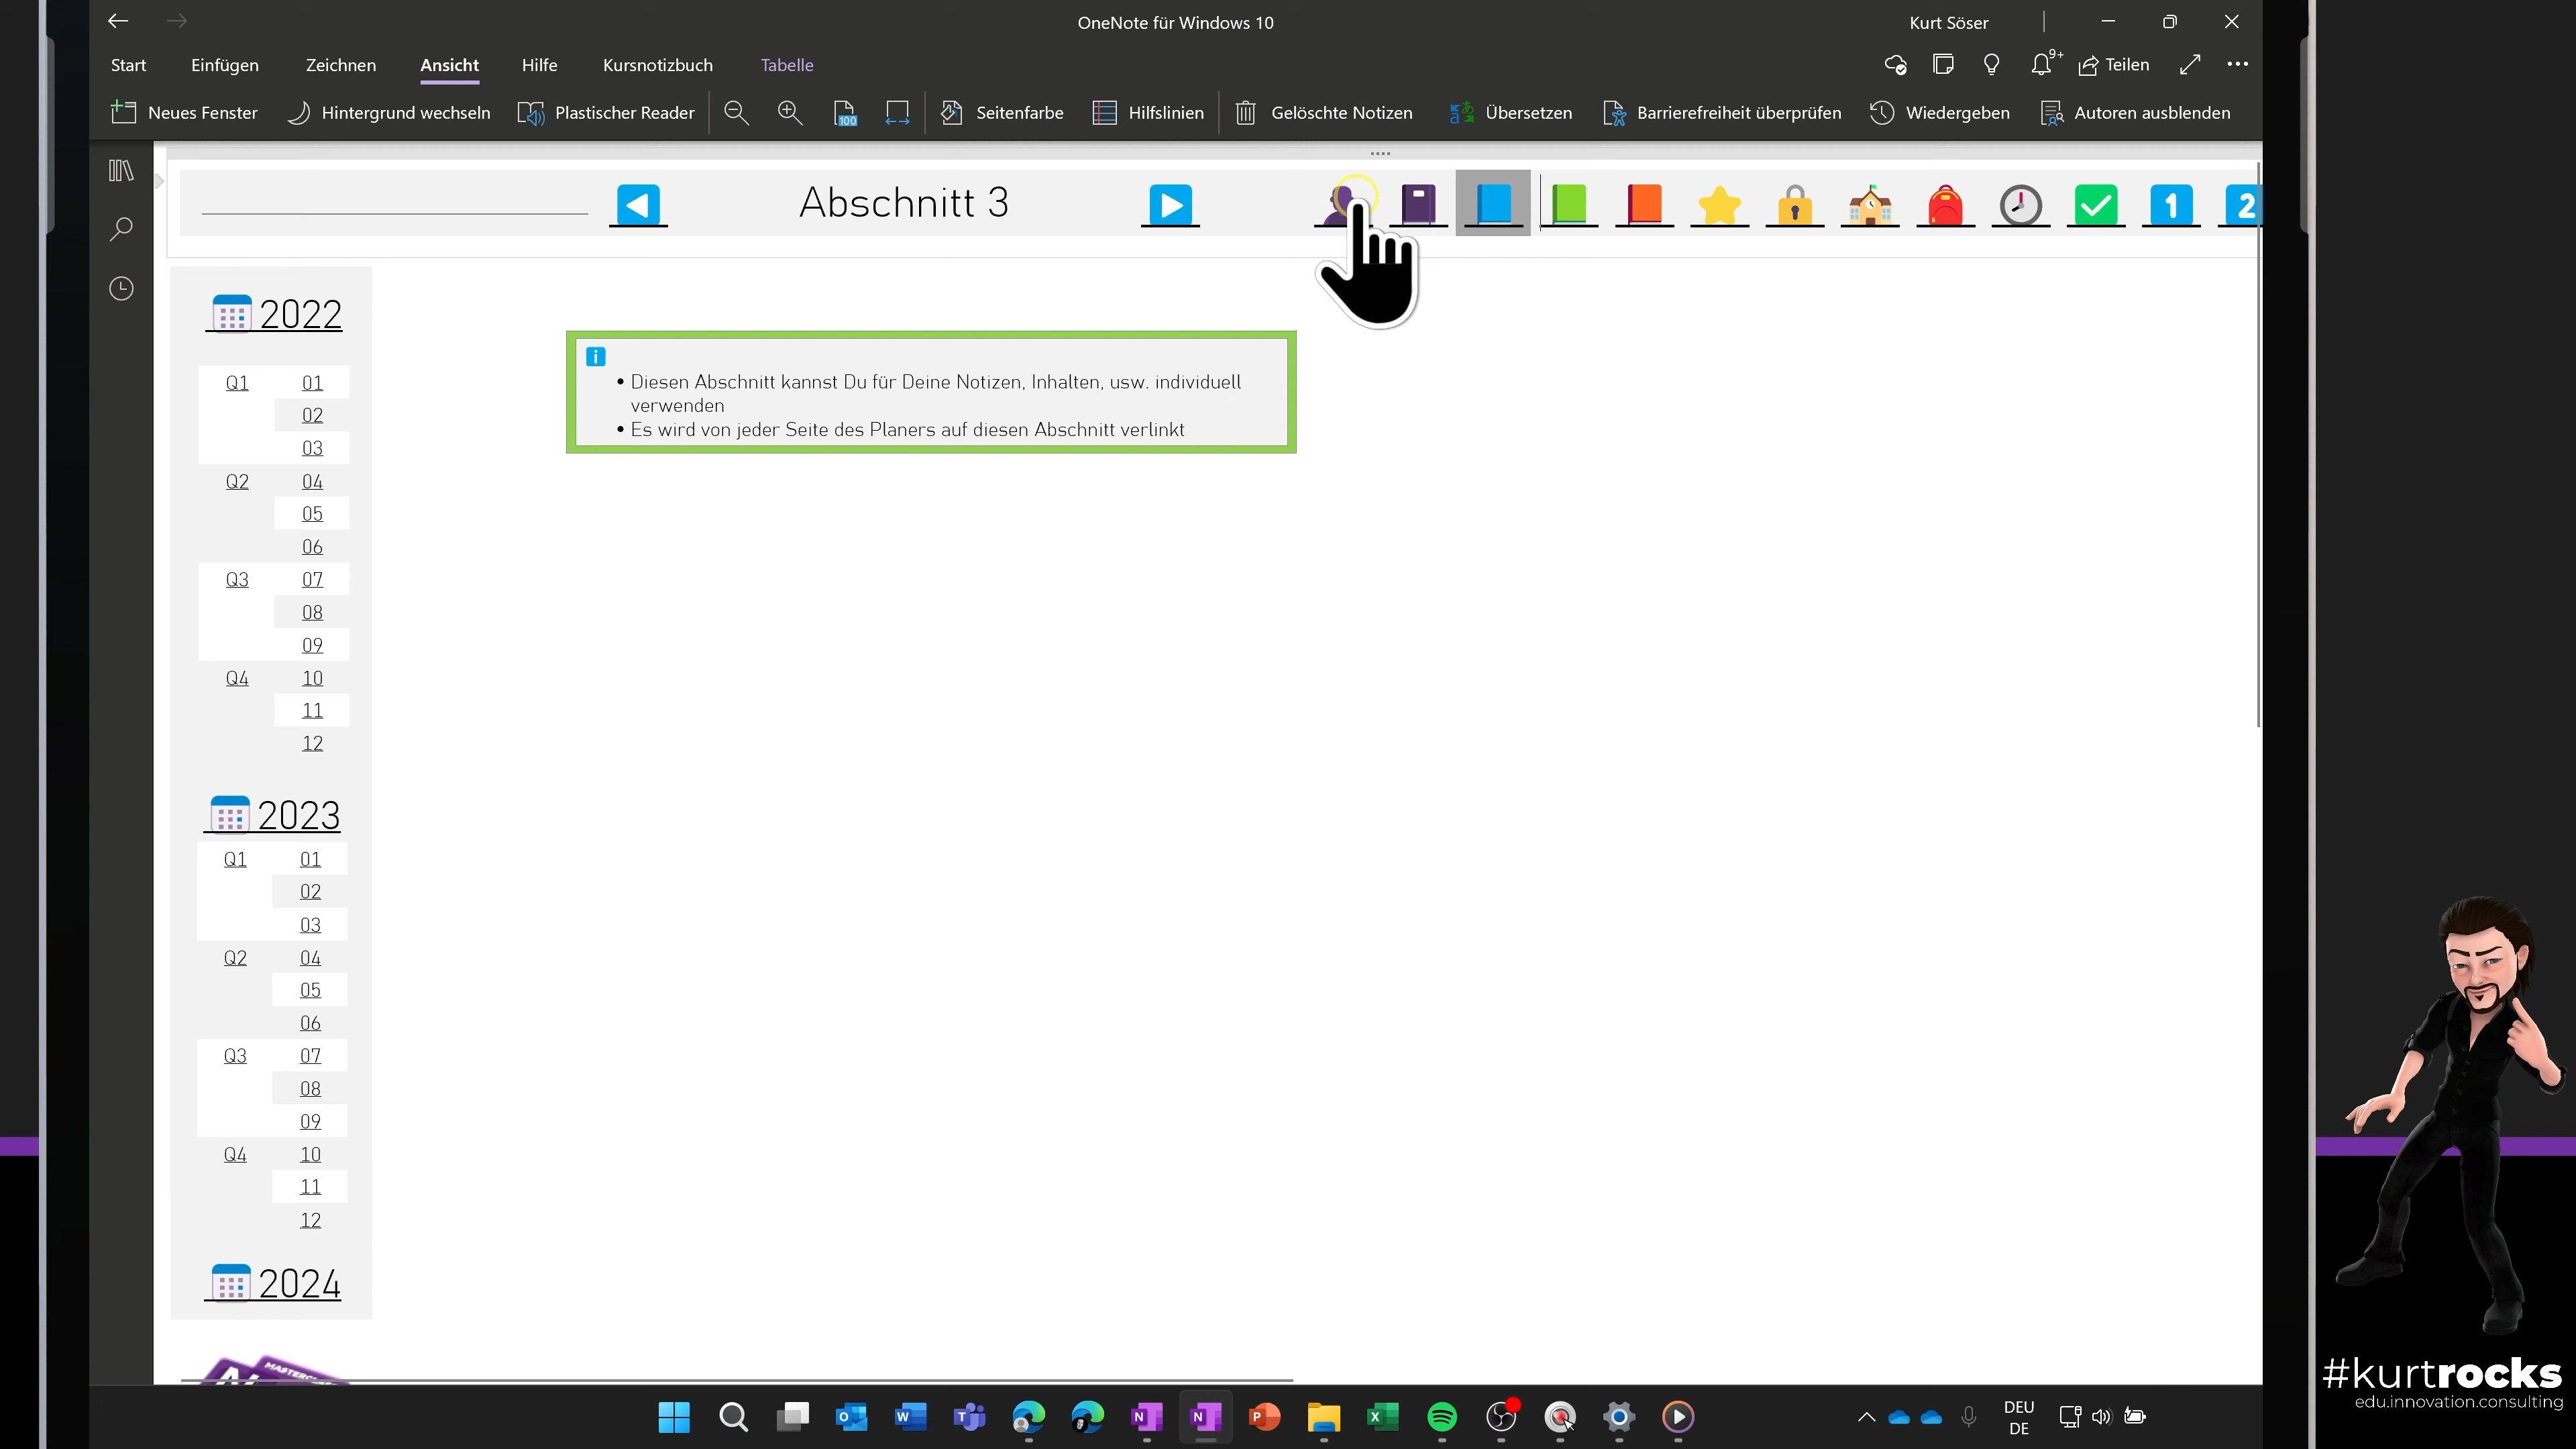 OneNote für Windows 10
Kurt Söser
Start Einfügen Zeichnen Ansicht Hilfe Kursnotizbuch Tabelle
9+ Teilen
Neues Fenster Hintergrund wechseln Plastischer Reader 100 Seitenfarbe Hilfslinien Gelöschte Notizen Übersetzen Barrierefreiheit überprüfen Wiedergeben Autoren ausblenden
Abschnitt 3
1 2
2022
Q1 01
02
03
Q2 04
05
06
Q3 07
08
09
Q4 10
11
12
i
• Diesen Abschnitt kannst Du für Deine Notizen, Inhalten, usw. individuell
verwenden
• Es wird von jeder Seite des Planers auf diesen Abschnitt verlinkt
2023
Q1 01
02
03
Q2 04
05
06
Q3 07
08
09
Q4 10
11
12
2024
#kurtrocks
edu.innovation.consulting
DEU
DE